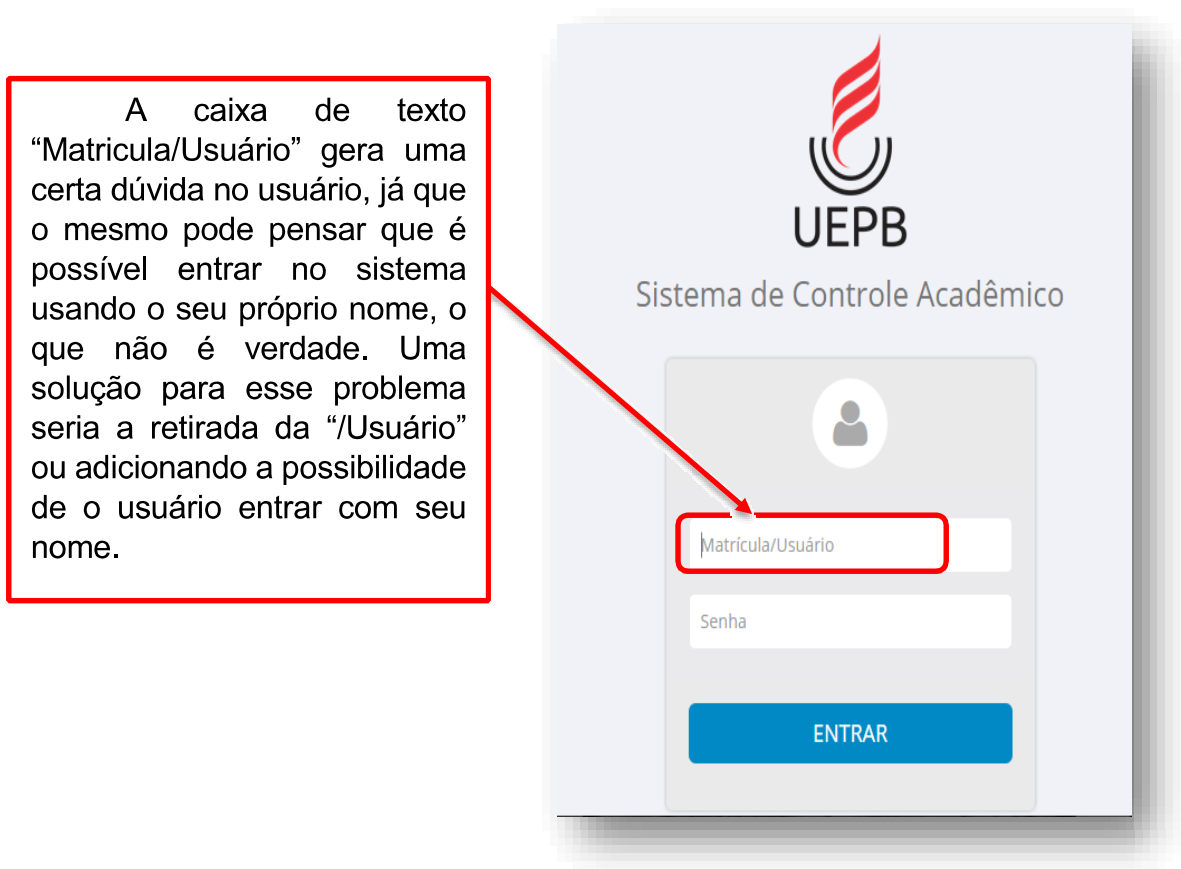 A caixa de texto
“Matricula/Usuário” gera uma
certa dúvida no usuário, já que
o mesmo pode pensar que é
possível entrar no sistema
usando o seu próprio nome, o
que não é verdade. Uma
solução para esse problema
seria a retirada da “/Usuário”
ou adicionando a possibilidade
de o usuário entrar com seu
nome.
UEPB
Sistema de Controle Acadêmico
Matrícula/Usuário
Senha
ENTRAR